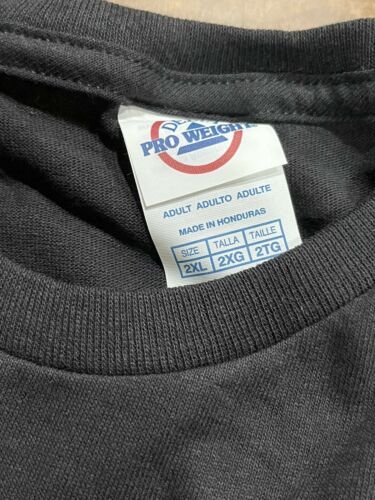 PRO WEIGHT
ADULT ADULTO ADULTE
MADE IN HONDURAS
SIZE TALLA TAILLE
2XL 2XG 2TG